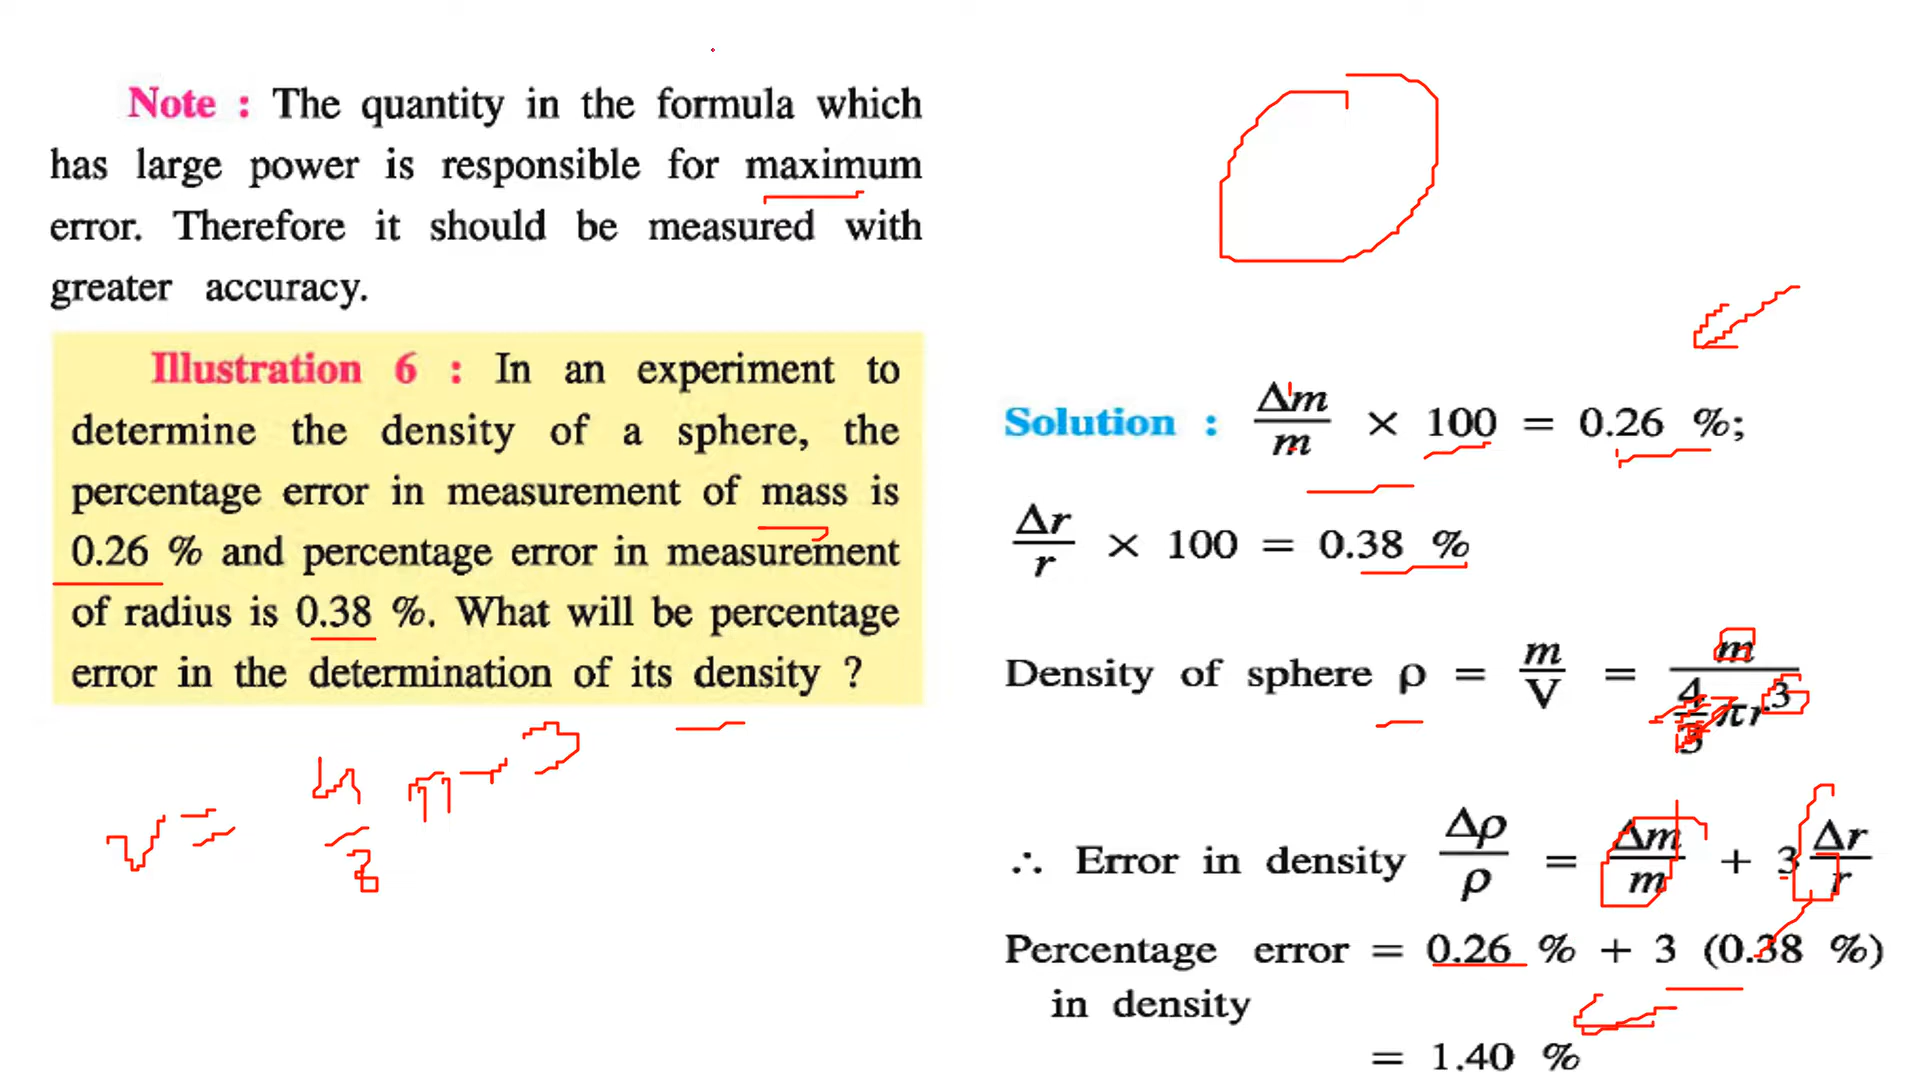 Note : The quantity in the formula which
has large power is responsible for maximum
error. Therefore it should be measured with
greater accuracy.
Illustration 6 : In an experiment to
determine the density of a sphere, the
percentage error in measurement of mass is
0.26 % and percentage error in measurement
of radius is 0.38 %. What will be percentage
error in the determination of its density ?
V = 4/3 π r 3
Solution : Δm/m × 100 = 0.26 %;
Δr/r × 100 = 0.38 %
Density of sphere ρ = m/V = m/(4/3 πr³)
∴ Error in density Δρ/ρ = Δm/m + 3 Δr/r
Percentage error = 0.26 % + 3 (0.38 %)
in density
= 1.40 %